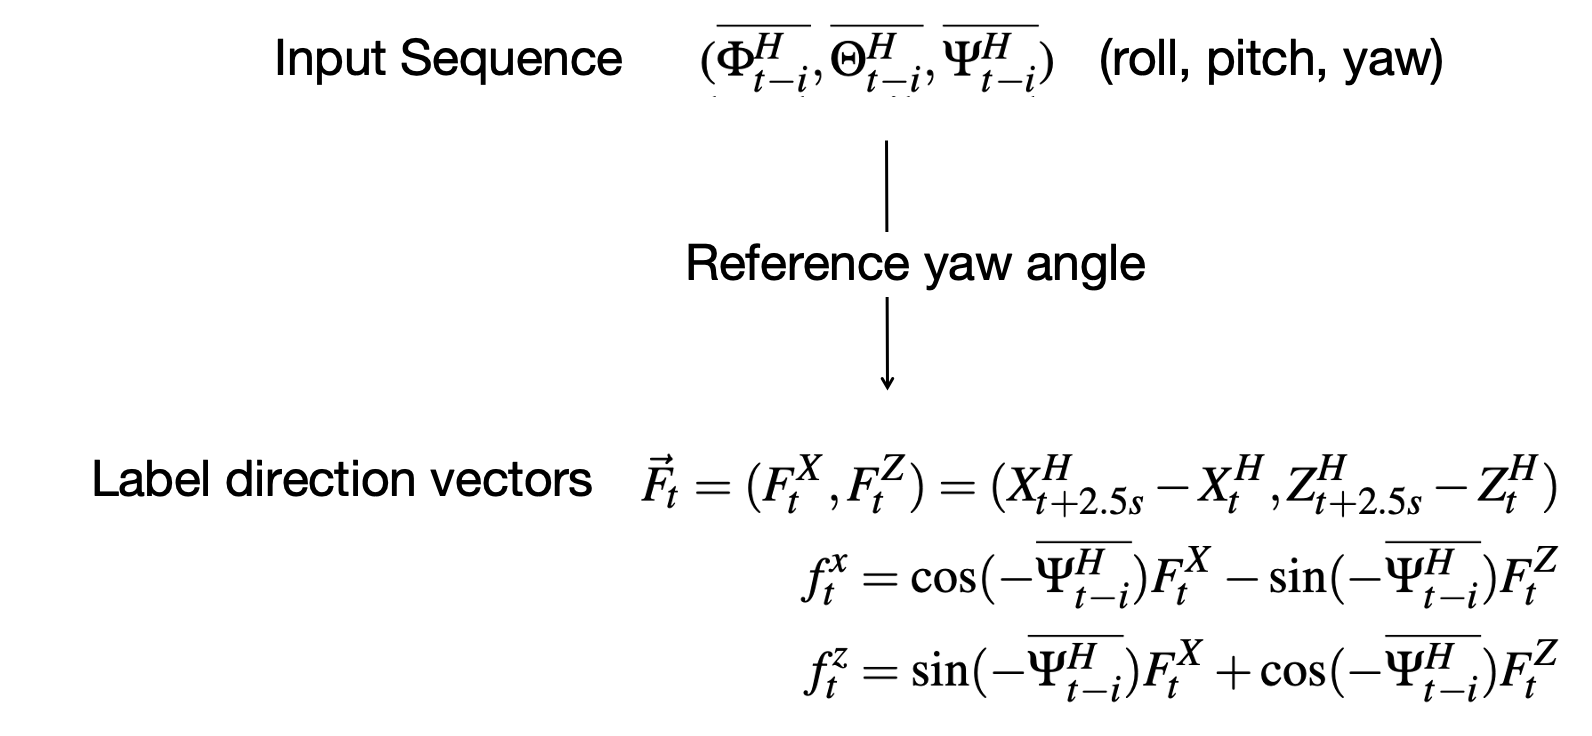 Input Sequence $(\overline{\Phi^H_{t-i}}, \overline{\Theta^H_{t-i}}, \overline{\Psi^H_{t-i}})$ (roll, pitch, yaw)
Reference yaw angle
Label direction vectors $\vec{F}_t = (F^X_t, F^Z_t) = (X^H_{t+2.5s} - X^H_t, Z^H_{t+2.5s} - Z^H_t)$
$f^x_t = \cos(-\overline{\Psi^H_{t-i}})F^X_t - \sin(-\overline{\Psi^H_{t-i}})F^Z_t$
$f^z_t = \sin(-\overline{\Psi^H_{t-i}})F^X_t + \cos(-\overline{\Psi^H_{t-i}})F^Z_t$